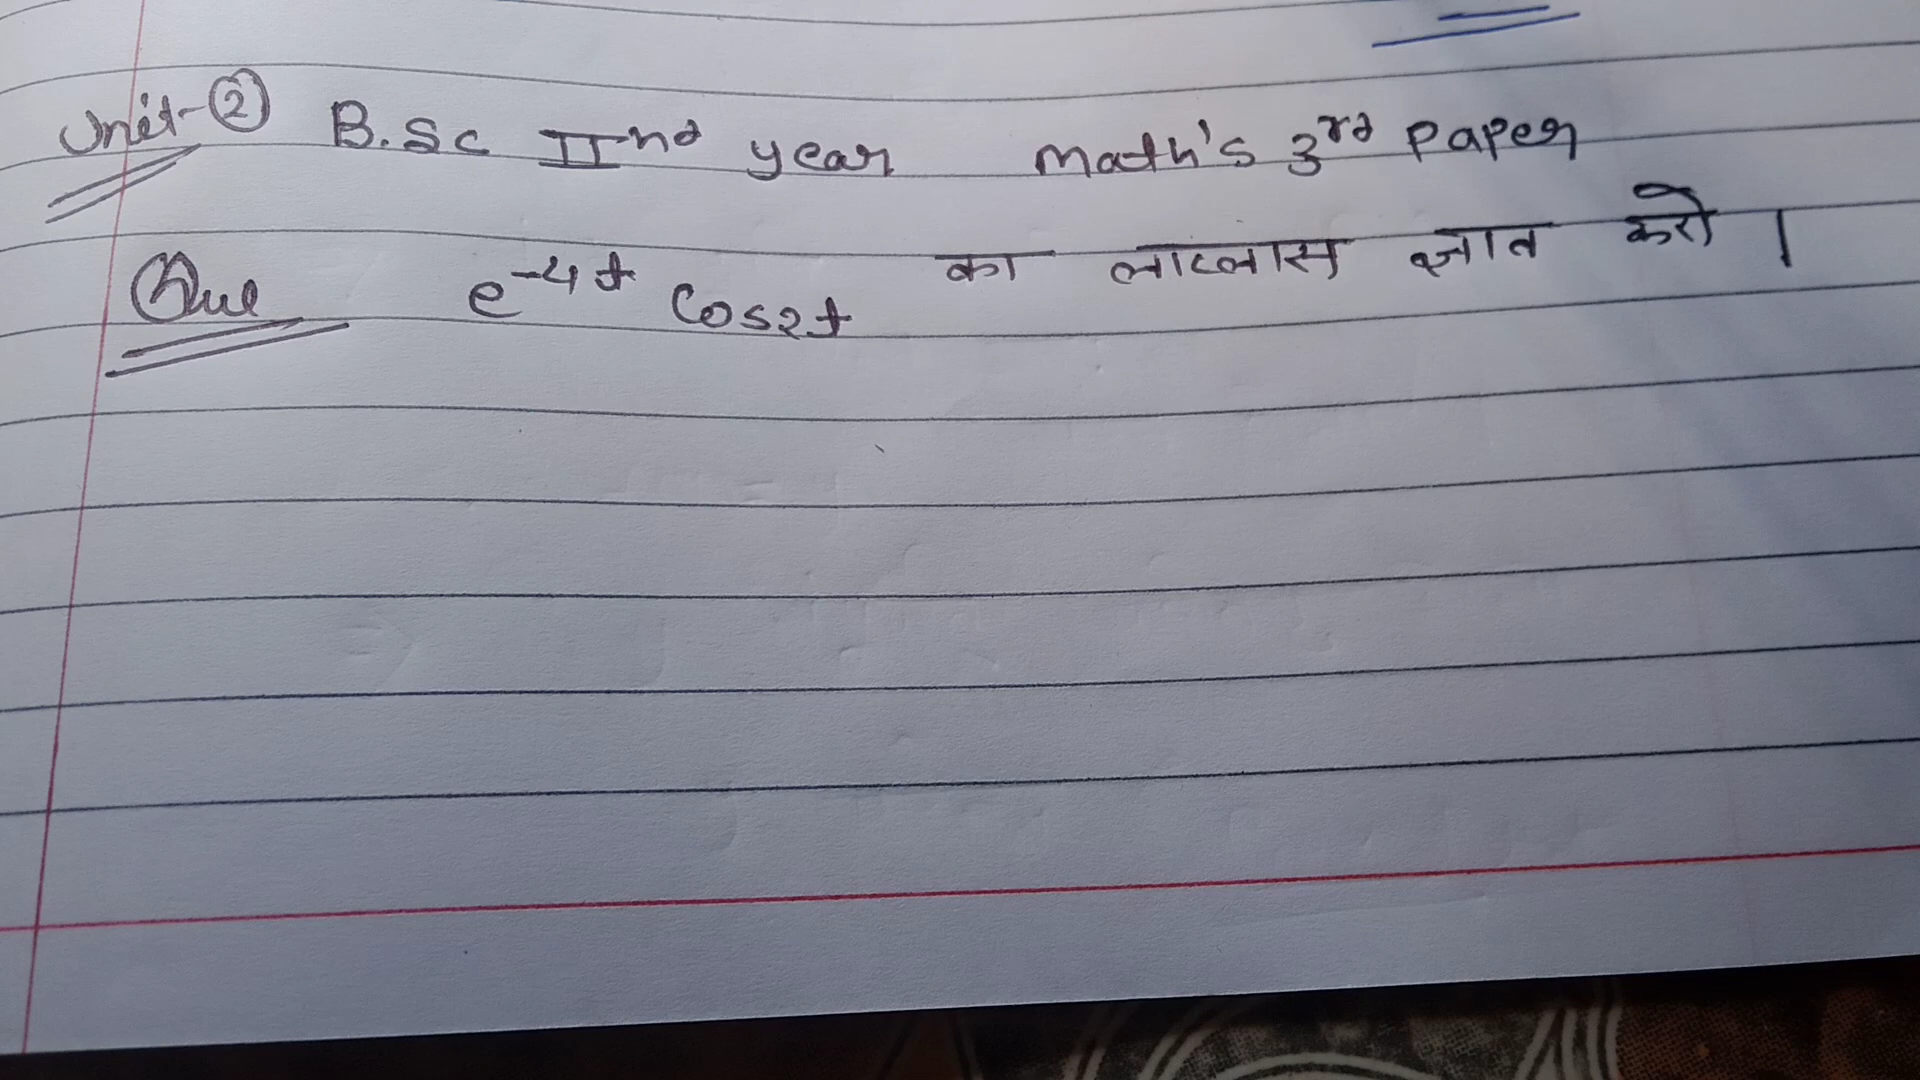 Unit-② B.Sc IInd year Math's 3rd Paper
Que e^-4t Cos2t का लाप्लास ज्ञात करो ।